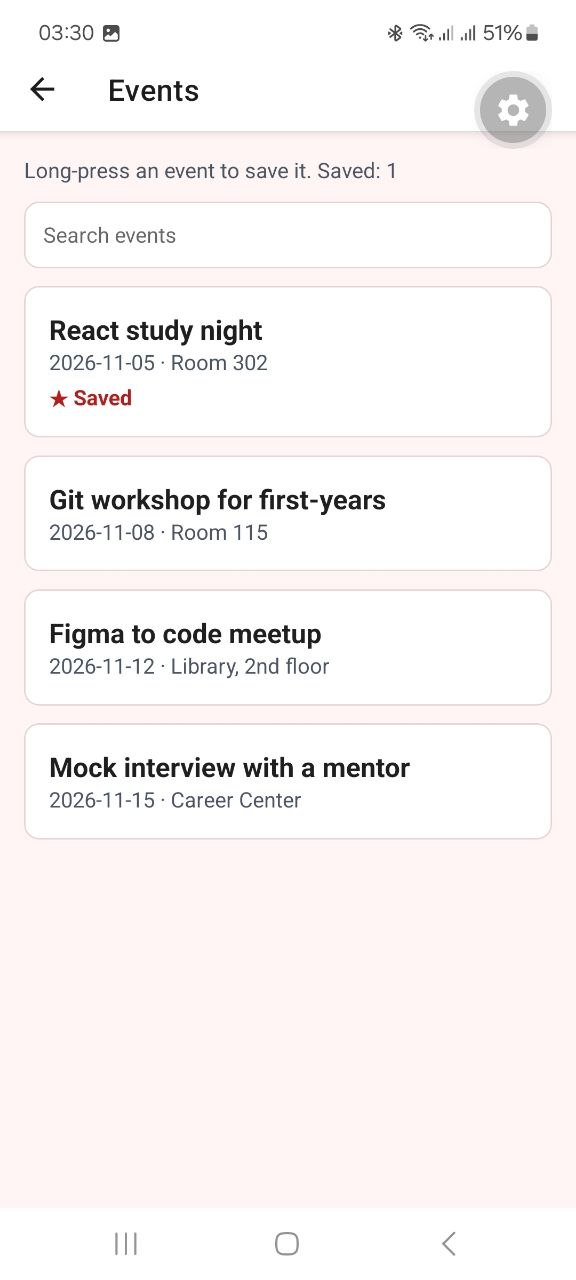 03:30 51%
Events
Long-press an event to save it. Saved: 1
Search events
React study night
2026-11-05 · Room 302
★ Saved
Git workshop for first-years
2026-11-08 · Room 115
Figma to code meetup
2026-11-12 · Library, 2nd floor
Mock interview with a mentor
2026-11-15 · Career Center